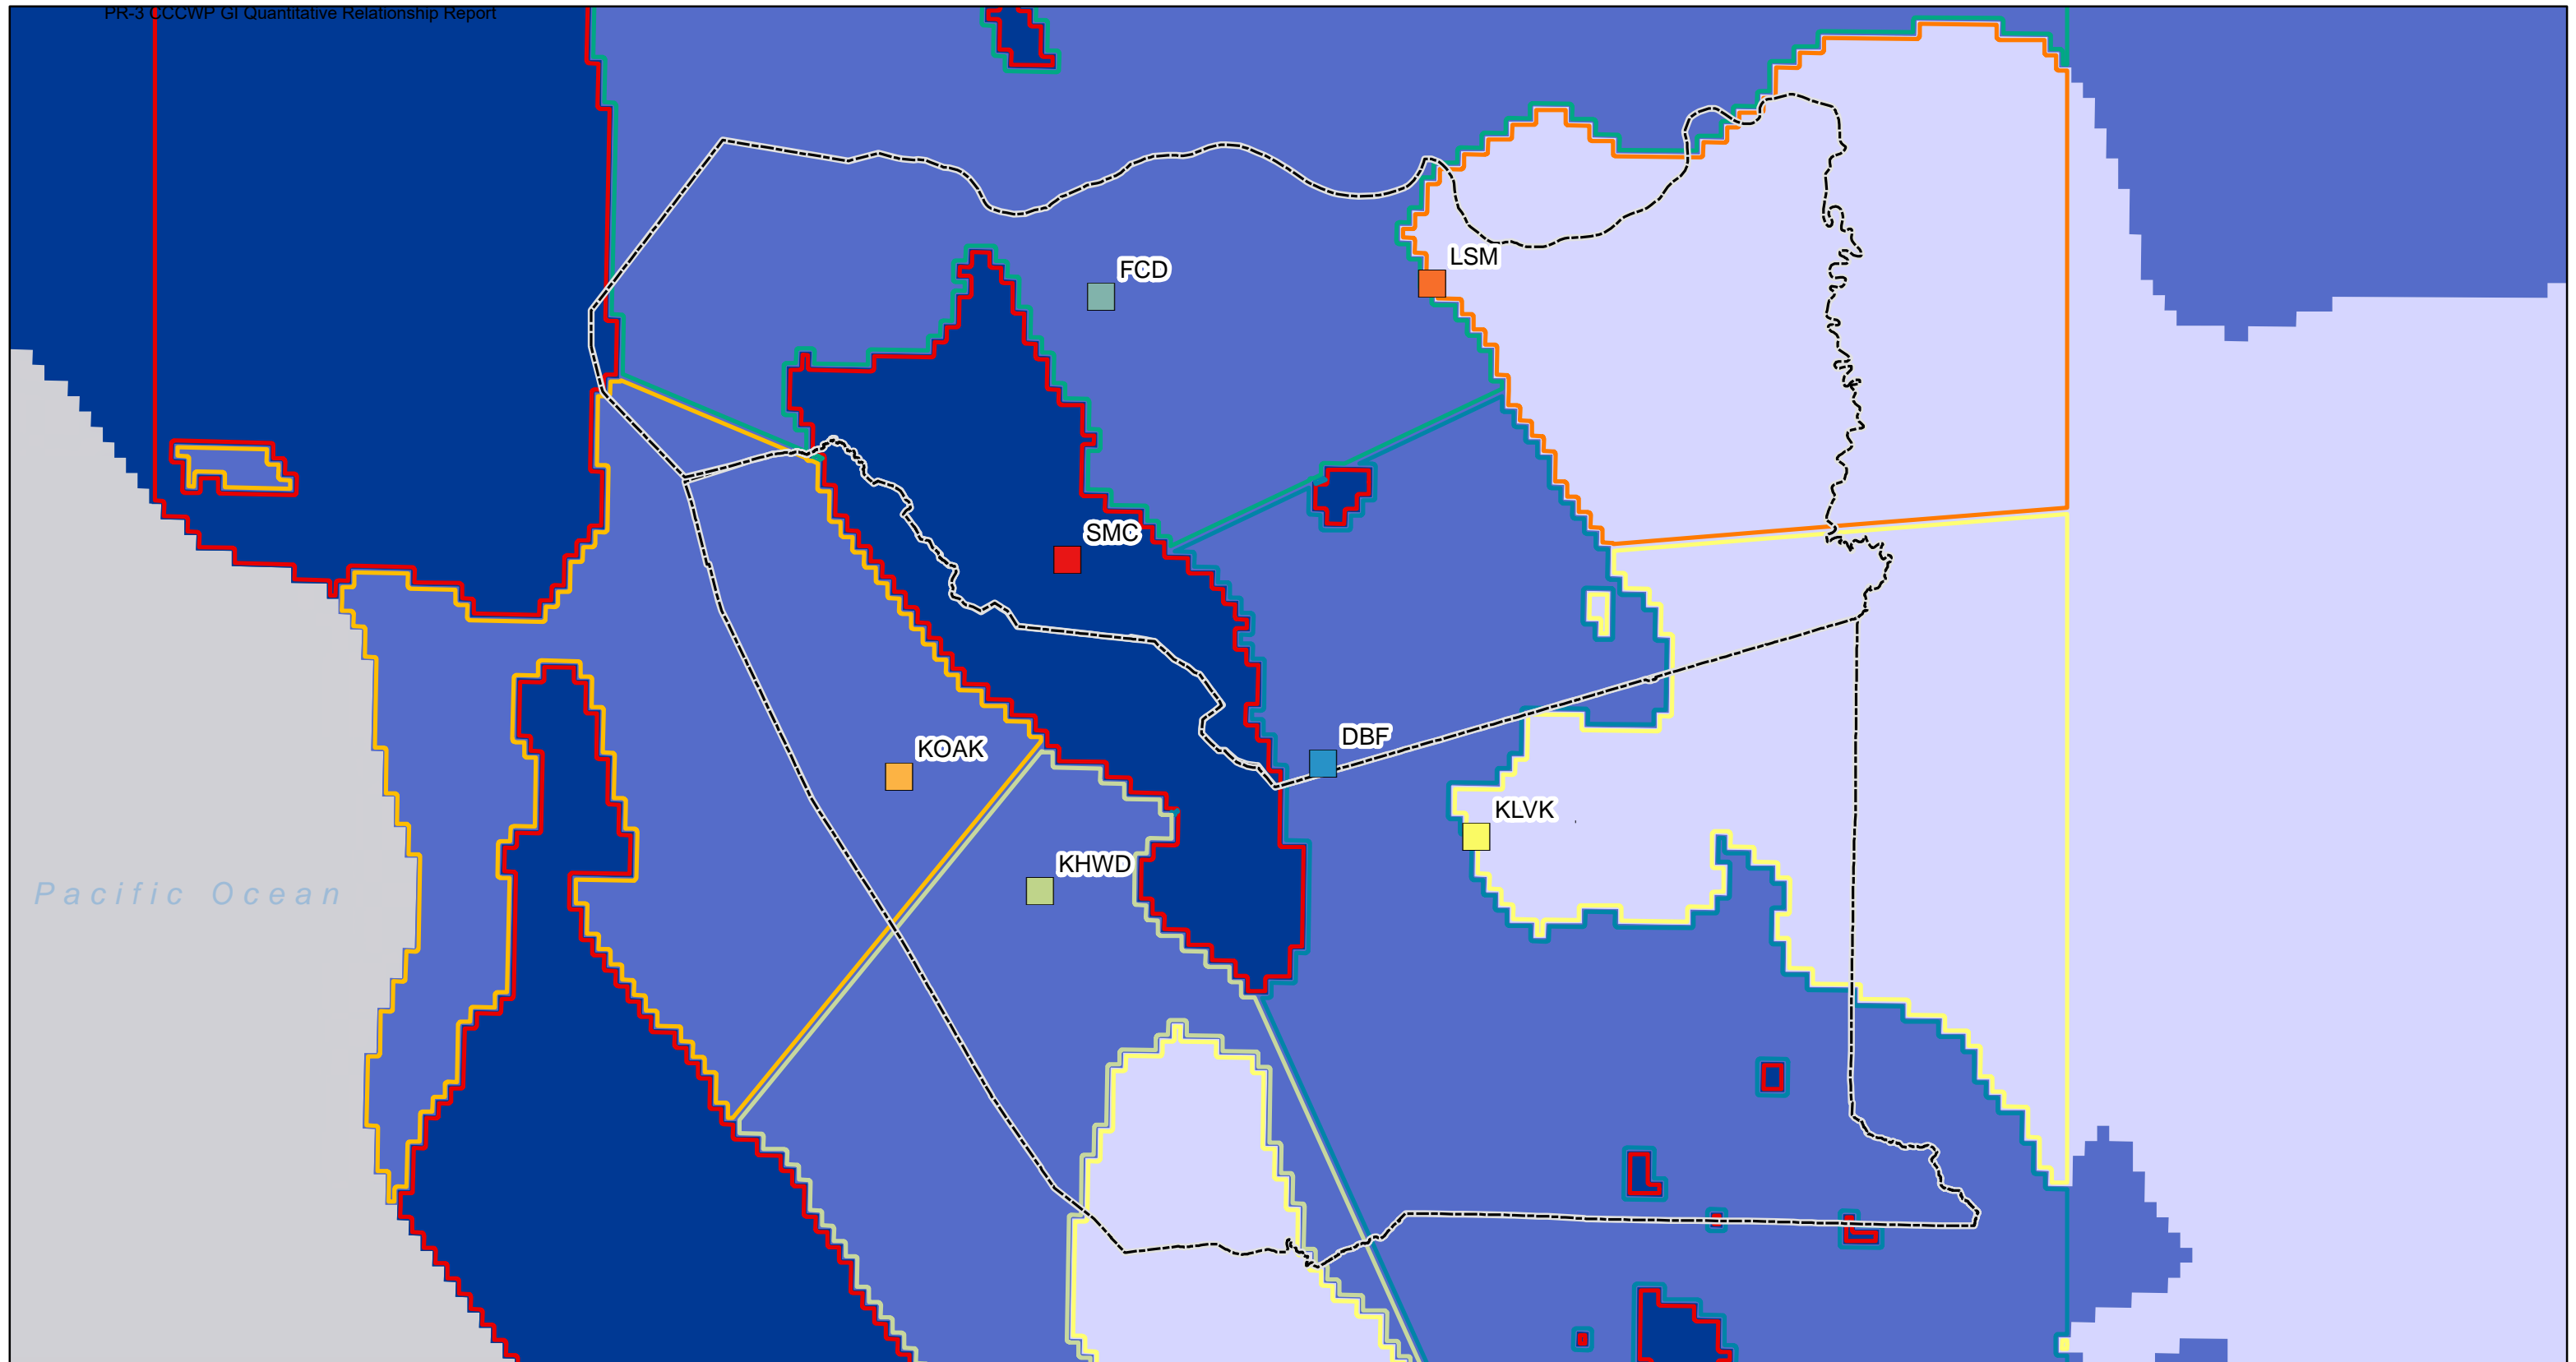 PR-3 CCCWP GI Quantitative Relationship Report
LSM
FCD
SMC
KOAK
DBF
KLVK
KHWD
Pacific Ocean